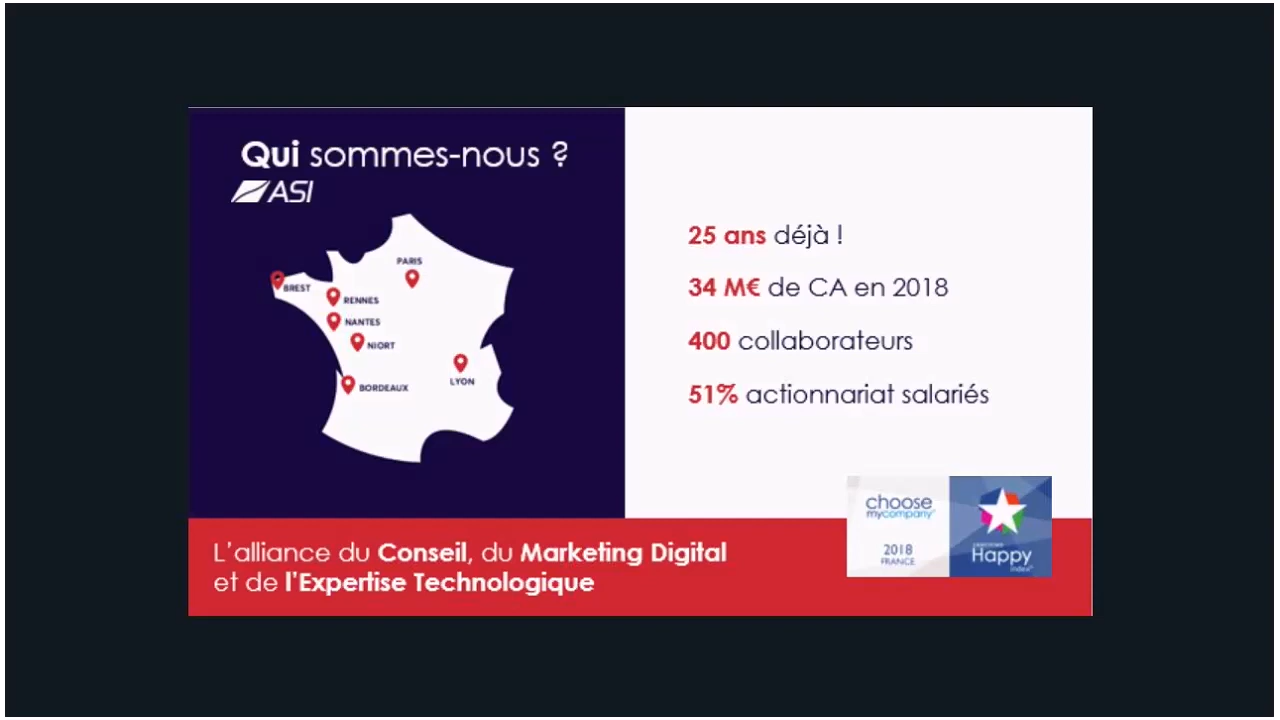 Qui sommes-nous ?
ASI
PARIS
BREST
RENNES
NANTES
NIORT
LYON
BORDEAUX
25 ans déjà !
34 M€ de CA en 2018
400 collaborateurs
51% actionnariat salariés
choose
mycompany
2018
FRANCE
Happy
index
L'alliance du Conseil, du Marketing Digital
et de l'Expertise Technologique